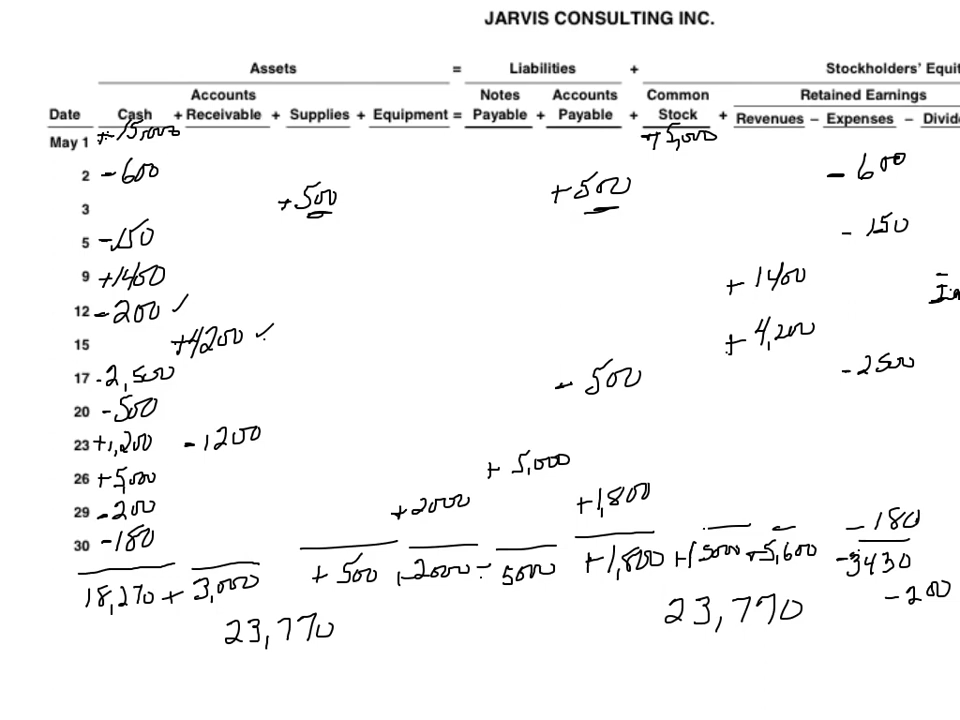 JARVIS CONSULTING INC.
Assets = Liabilities + Stockholders' Equi
Accounts Notes Accounts Common Retained Earnings
Date Cash + Receivable + Supplies + Equipment = Payable + Payable + Stock + Revenues – Expenses – Divid
May 1 +15,000 +15,000
2 -600 -600
3 +500 +500
5 -150 -150
9 +1400 +1400
12 -200 ✓
15 +4200 ✓ +4,200
17 -2,500 -2500
20 -500 -500
23 +1,200 -1200
26 +5,000 +5,000
29 -200 +2000 +1,800
30 -180 -180
18,270 + 3,000 +500 +2000 = 5000 +1,800 +15000 +5,600 -3430
-200
23,770 23,770